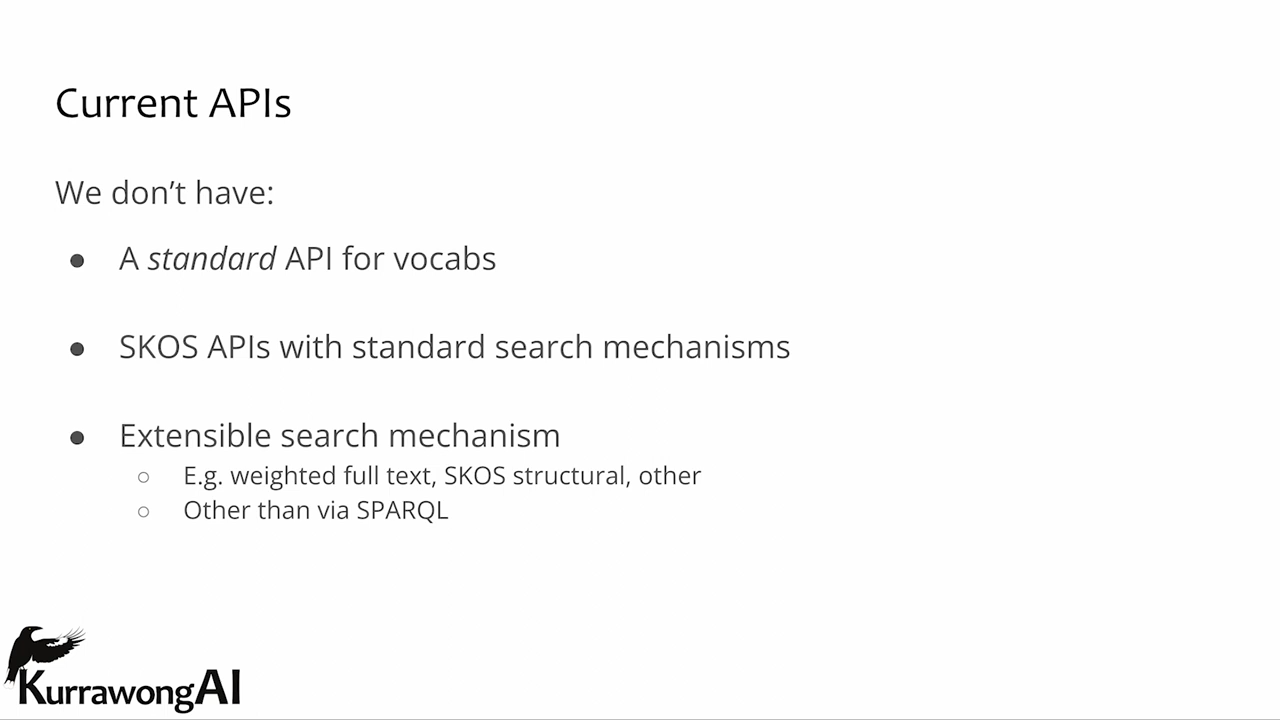 Current APIs
We don’t have:
● A standard API for vocabs
● SKOS APIs with standard search mechanisms
● Extensible search mechanism
○ E.g. weighted full text, SKOS structural, other
○ Other than via SPARQL
KurrawongAI